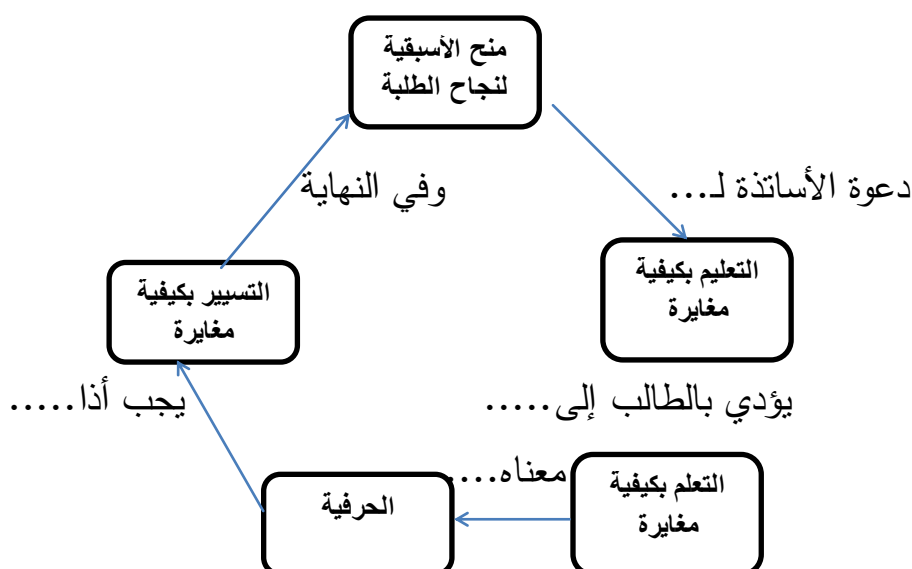 منح الأسبقية
لنجاح الطلبة
دعوة الأساتذة لـ...
وفي النهاية
التعليم بكيفية
مغايرة
التسيير بكيفية
مغايرة
يؤدي بالطالب إلى.....
يجب أذا.....
معناه....
التعلم بكيفية
مغايرة
الحرفية